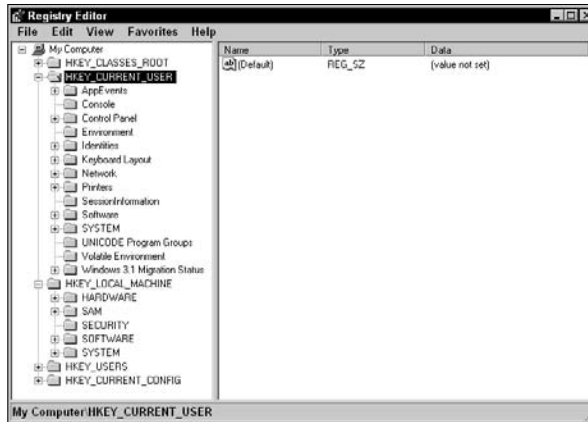 Registry Editor
File Edit View Favorites Help
My Computer
HKEY_CLASSES_ROOT
HKEY_CURRENT_USER
AppEvents
Console
Control Panel
Environment
Identities
Keyboard Layout
Network
Printers
SessionInformation
Software
SYSTEM
UNICODE Program Groups
Volatile Environment
Windows 3.1 Migration Status
HKEY_LOCAL_MACHINE
HARDWARE
SAM
SECURITY
SOFTWARE
SYSTEM
HKEY_USERS
HKEY_CURRENT_CONFIG
Name Type Data
ab (Default) REG_SZ (value not set)
My Computer\HKEY_CURRENT_USER